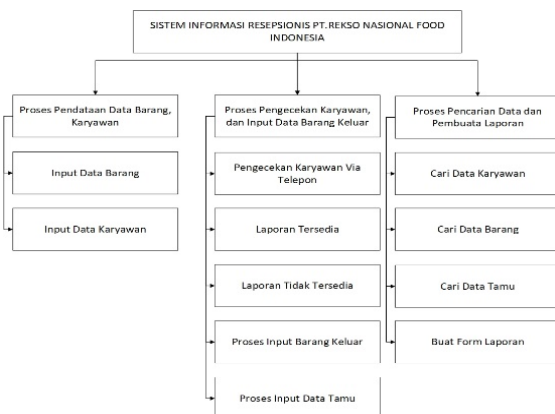 SISTEM INFORMASI RESEPSIONIS PT.REKSO NASIONAL FOOD
INDONESIA
Proses Pendataan Data Barang,
Karyawan
Input Data Barang
Input Data Karyawan
Proses Pengecekan Karyawan,
dan Input Data Barang Keluar
Pengecekan Karyawan Via
Telepon
Laporan Tersedia
Laporan Tidak Tersedia
Proses Input Barang Keluar
Proses Input Data Tamu
Proses Pencarian Data dan
Pembuata Laporan
Cari Data Karyawan
Cari Data Barang
Cari Data Tamu
Buat Form Laporan